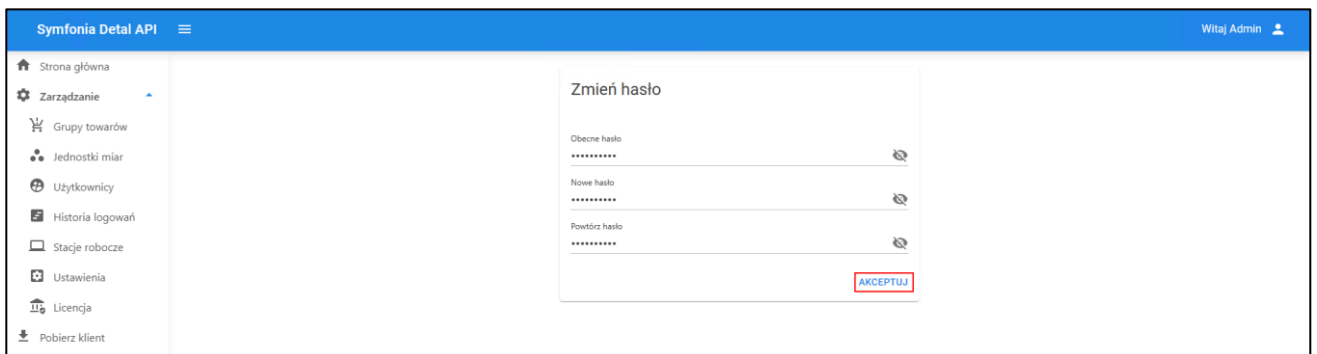 Symfonia Detal API
Witaj Admin
Strona główna
Zarządzanie
Grupy towarów
Jednostki miar
Użytkownicy
Historia logowań
Stacje robocze
Ustawienia
Licencja
Pobierz klient
Zmień hasło
Obecne hasło
••••••••••
Nowe hasło
••••••••••
Powtórz hasło
••••••••••
AKCEPTUJ